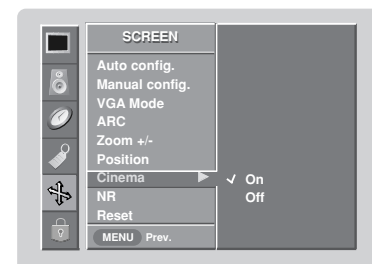 SCREEN
Auto config.
Manual config.
VGA Mode
ARC
Zoom +/-
Position
Cinema ▶ ✓ On
NR Off
Reset
MENU Prev.